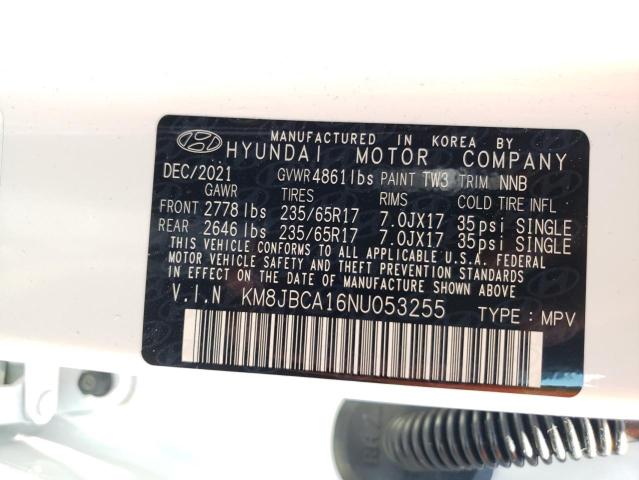 MANUFACTURED IN KOREA BY
HYUNDAI MOTOR COMPANY
DEC/2021 GVWR 4861lbs PAINT TW3 TRIM NNB
GAWR TIRES RIMS COLD TIRE INFL
FRONT 2778 lbs 235/65R17 7.0JX17 35psi SINGLE
REAR 2646 lbs 235/65R17 7.0JX17 35psi SINGLE
THIS VEHICLE CONFORMS TO ALL APPLICABLE U.S.A. FEDERAL
MOTOR VEHICLE SAFETY, BUMPER, AND THEFT PREVENTION
STANDARDS IN EFFECT ON THE DATE OF MANUFACTURE SHOWN ABOVE.
V.I.N KM8JBCA16NU053255 TYPE : MPV